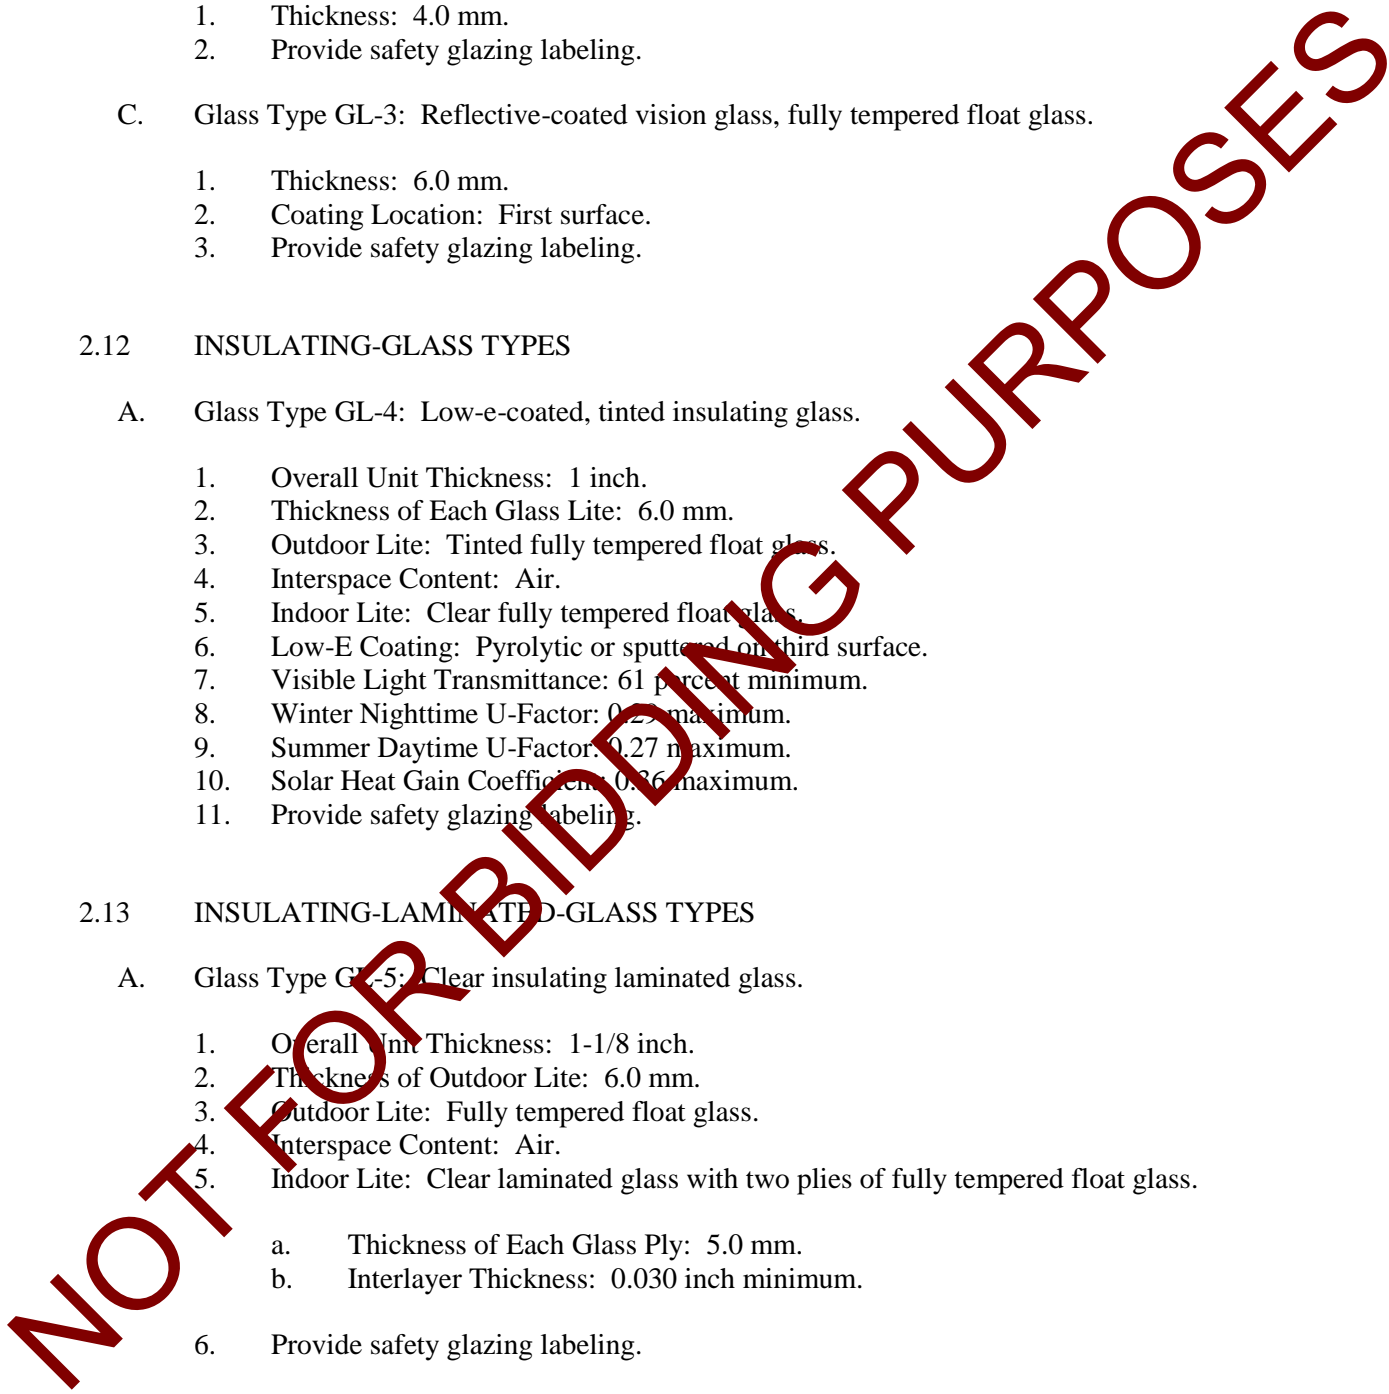 1. Thickness: 4.0 mm.
2. Provide safety glazing labeling.
C. Glass Type GL-3: Reflective-coated vision glass, fully tempered float glass.
1. Thickness: 6.0 mm.
2. Coating Location: First surface.
3. Provide safety glazing labeling.
2.12 INSULATING-GLASS TYPES
A. Glass Type GL-4: Low-e-coated, tinted insulating glass.
1. Overall Unit Thickness: 1 inch.
2. Thickness of Each Glass Lite: 6.0 mm.
3. Outdoor Lite: Tinted fully tempered float glass.
4. Interspace Content: Air.
5. Indoor Lite: Clear fully tempered float glass.
6. Low-E Coating: Pyrolytic or sputtered on third surface.
7. Visible Light Transmittance: 61 percent minimum.
8. Winter Nighttime U-Factor: 0.29 maximum.
9. Summer Daytime U-Factor: 0.27 maximum.
10. Solar Heat Gain Coefficient: 0.36 maximum.
11. Provide safety glazing labeling.
2.13 INSULATING-LAMINATED-GLASS TYPES
A. Glass Type GL-5: Clear insulating laminated glass.
1. Overall Unit Thickness: 1-1/8 inch.
2. Thickness of Outdoor Lite: 6.0 mm.
3. Outdoor Lite: Fully tempered float glass.
4. Interspace Content: Air.
5. Indoor Lite: Clear laminated glass with two plies of fully tempered float glass.
a. Thickness of Each Glass Ply: 5.0 mm.
b. Interlayer Thickness: 0.030 inch minimum.
6. Provide safety glazing labeling.
NOT FOR BIDDING PURPOSES